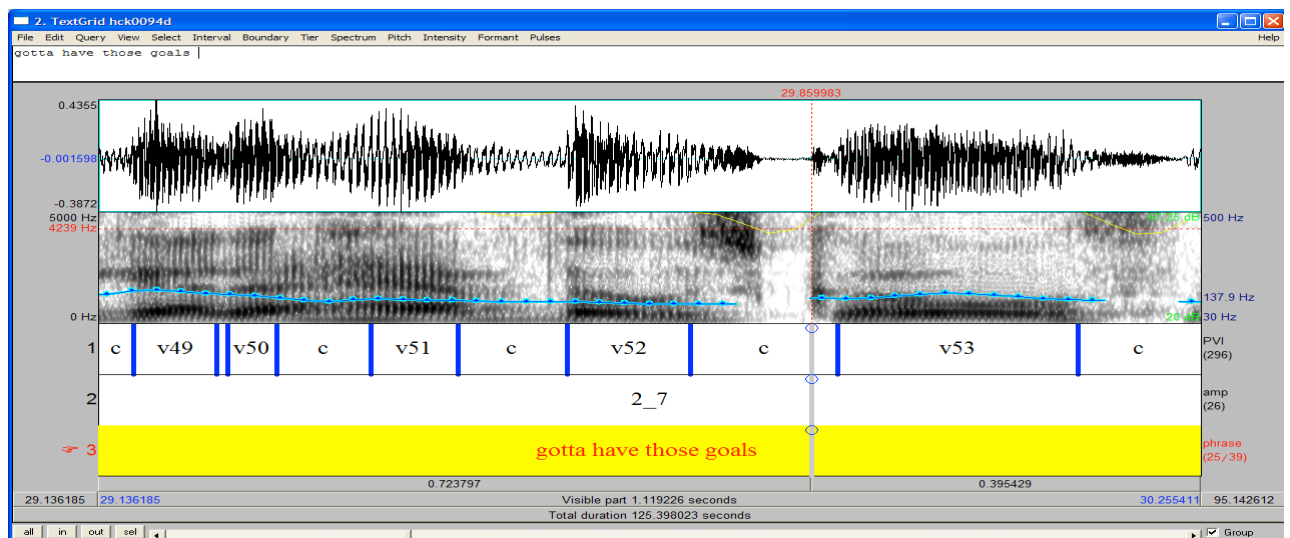 2. TextGrid hck0094d
File Edit Query View Select Interval Boundary Tier Spectrum Pitch Intensity Formant Pulses Help
gotta have those goals
29.859983
0.4355
-0.001598
-0.3872
5000 Hz 500 Hz
4239 Hz
137.9 Hz
0 Hz 20 dB 30 Hz
1 c v49 v50 c v51 c v52 c v53 c PVI (296)
2 2_7 amp (26)
3 gotta have those goals phrase (25/39)
0.723797 0.395429
29.136185 29.136185 Visible part 1.119226 seconds 30.255411 95.142612
Total duration 125.398023 seconds
all in out sel Group